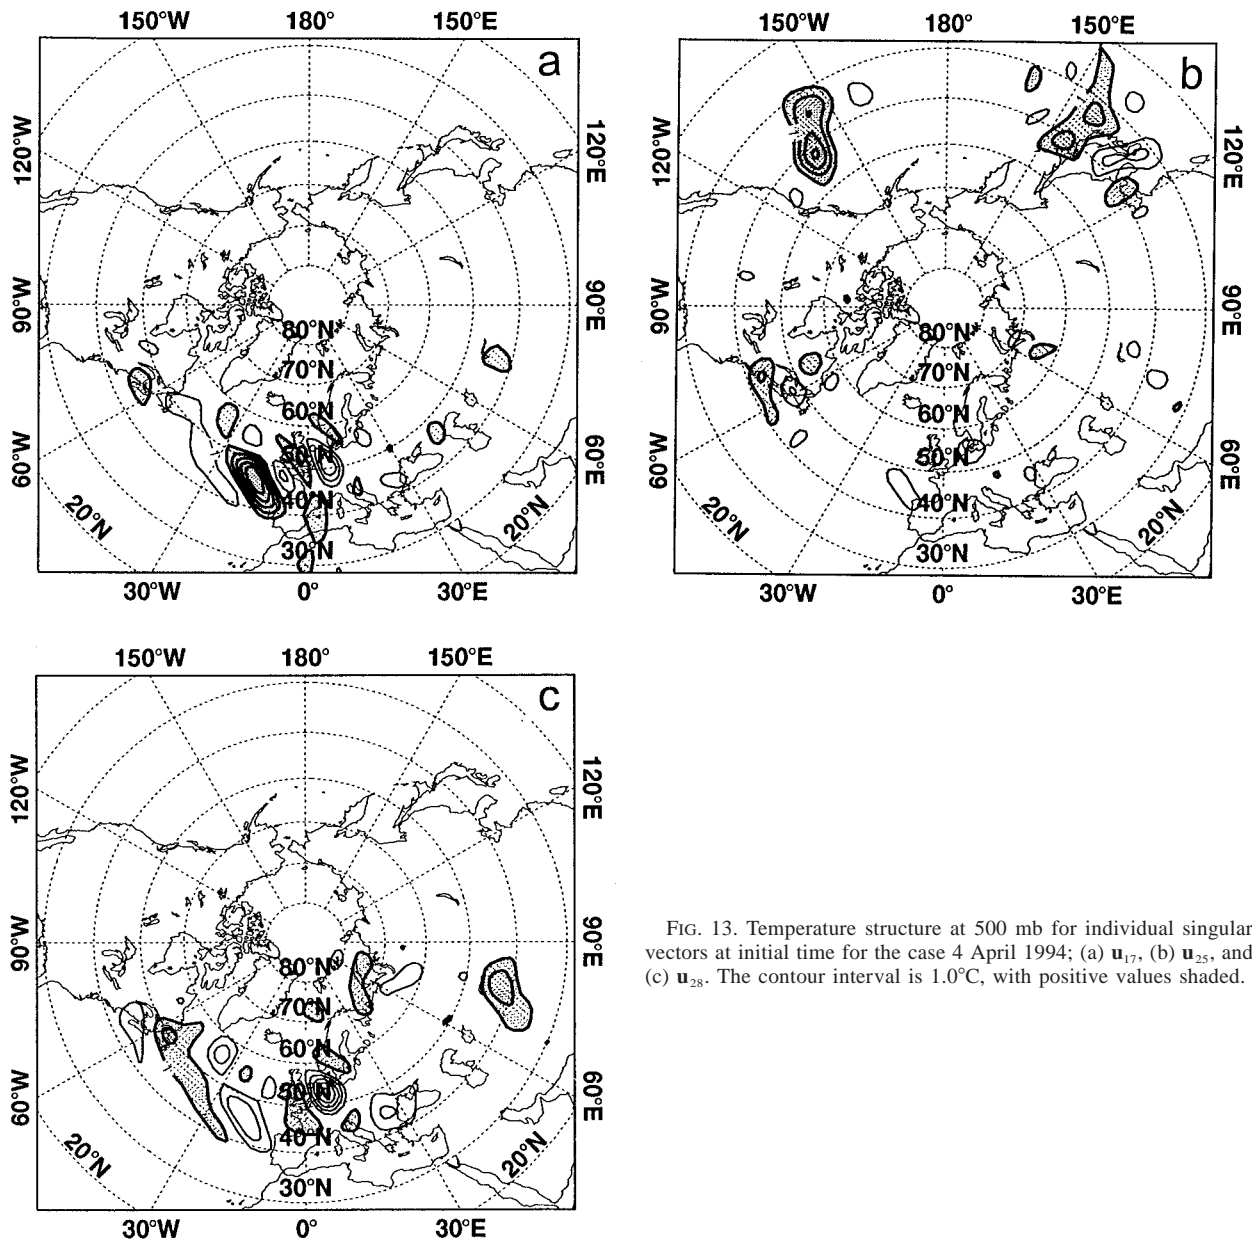 150°W 180° 150°E
a
120°W 120°E
90°W 90°E
80°N
70°N
60°N
50°N
40°N
30°N
60°W 60°E
20°N 20°N
30°W 0° 30°E
150°W 180° 150°E
b
120°W 120°E
90°W 90°E
80°N
70°N
60°N
50°N
40°N
30°N
60°W 60°E
20°N 20°N
30°W 0° 30°E
150°W 180° 150°E
c
120°W 120°E
90°W 90°E
80°N
70°N
60°N
50°N
40°N
30°N
60°W 60°E
20°N 20°N
30°W 0° 30°E
FIG. 13. Temperature structure at 500 mb for individual singular
vectors at initial time for the case 4 April 1994; (a) u₁₇, (b) u₂₅, and
(c) u₂₈. The contour interval is 1.0°C, with positive values shaded.